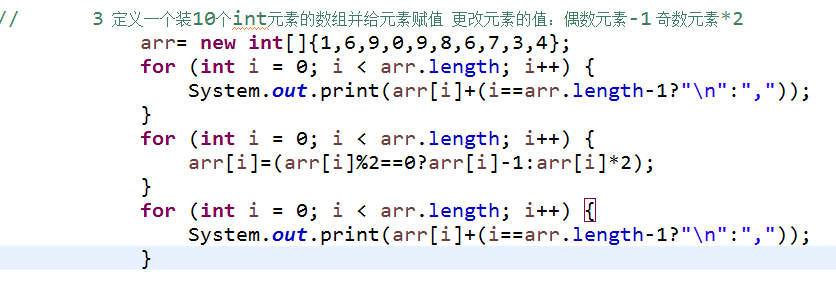 //      3 定义一个装10个int元素的数组并给元素赋值 更改元素的值：偶数元素-1 奇数元素*2
arr= new int[]{1,6,9,0,9,8,6,7,3,4};
for (int i = 0; i < arr.length; i++) {
    System.out.print(arr[i]+(i==arr.length-1?"\n":","));
}
for (int i = 0; i < arr.length; i++) {
    arr[i]=(arr[i]%2==0?arr[i]-1:arr[i]*2);
}
for (int i = 0; i < arr.length; i++) {
    System.out.print(arr[i]+(i==arr.length-1?"\n":","));
}